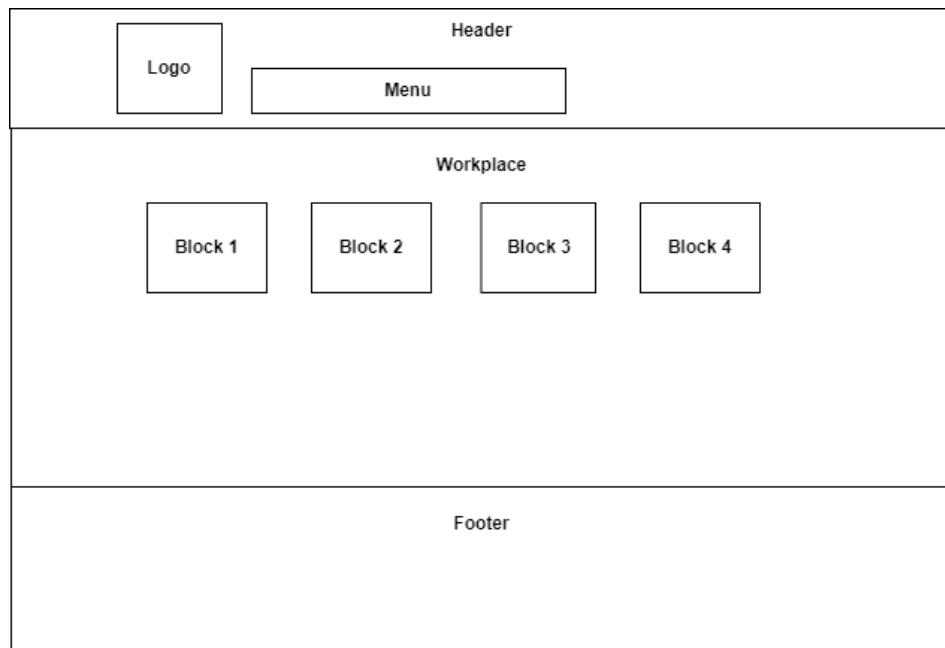 Header
Logo
Menu
Workplace
Block 1
Block 2
Block 3
Block 4
Footer